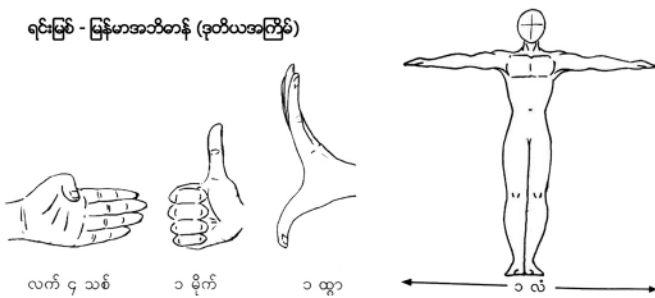 ရင်းမြစ် - မြန်မာအဘိဓာန် (ဒုတိယအကြိမ်)
လက် ၄ သစ်
၁ မိုက်
၁ ထွာ
၁ လံ